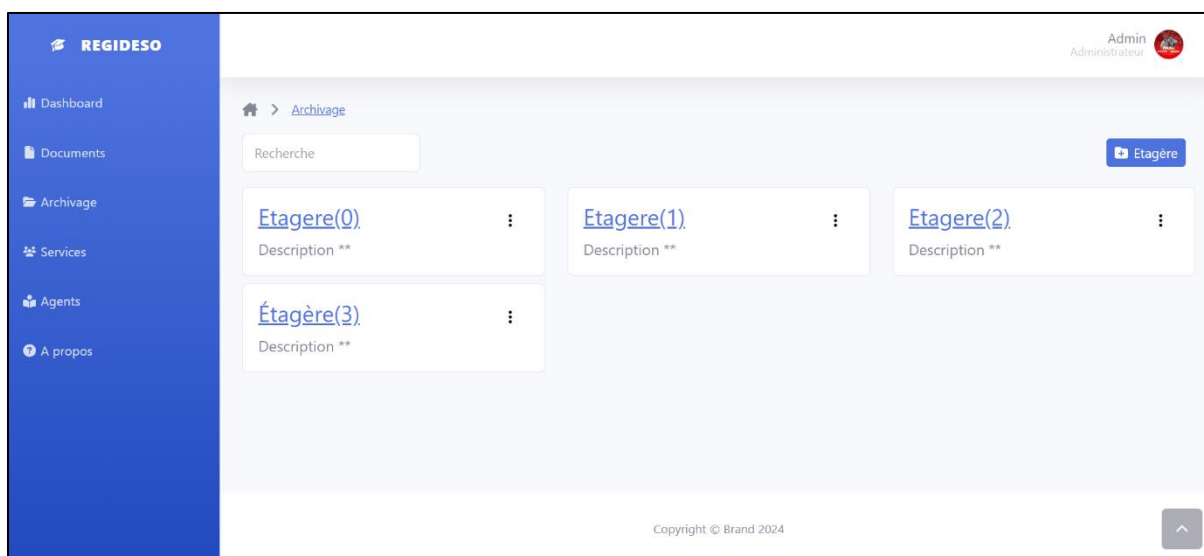 REGIDESO
Admin
Administrateur
Dashboard
Documents
Archivage
Services
Agents
A propos
Archivage
Recherche
Etagère
Etagere(0)
Description **
Etagere(1)
Description **
Etagere(2)
Description **
Étagère(3)
Description **
Copyright © Brand 2024